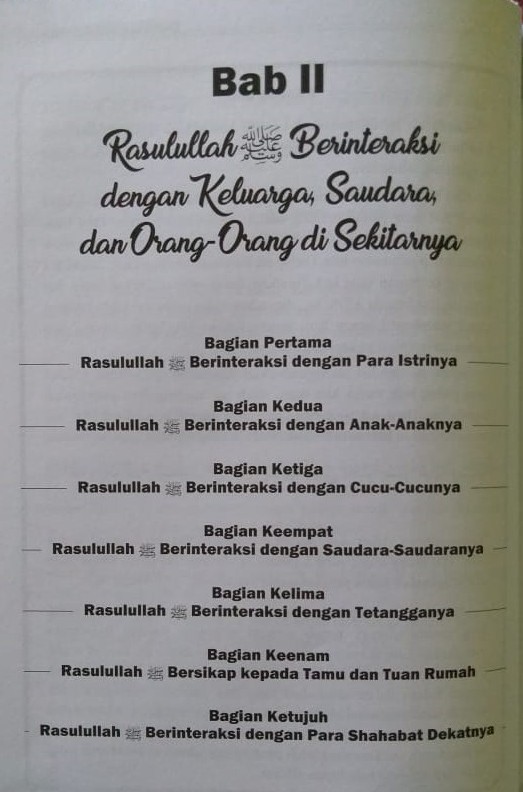 Bab II
Rasulullah ﷺ Berinteraksi
dengan Keluarga, Saudara,
dan Orang-Orang di Sekitarnya
Bagian Pertama
Rasulullah ﷺ Berinteraksi dengan Para Istrinya
Bagian Kedua
Rasulullah ﷺ Berinteraksi dengan Anak-Anaknya
Bagian Ketiga
Rasulullah ﷺ Berinteraksi dengan Cucu-Cucunya
Bagian Keempat
Rasulullah ﷺ Berinteraksi dengan Saudara-Saudaranya
Bagian Kelima
Rasulullah ﷺ Berinteraksi dengan Tetangganya
Bagian Keenam
Rasulullah ﷺ Bersikap kepada Tamu dan Tuan Rumah
Bagian Ketujuh
Rasulullah ﷺ Berinteraksi dengan Para Shahabat Dekatnya